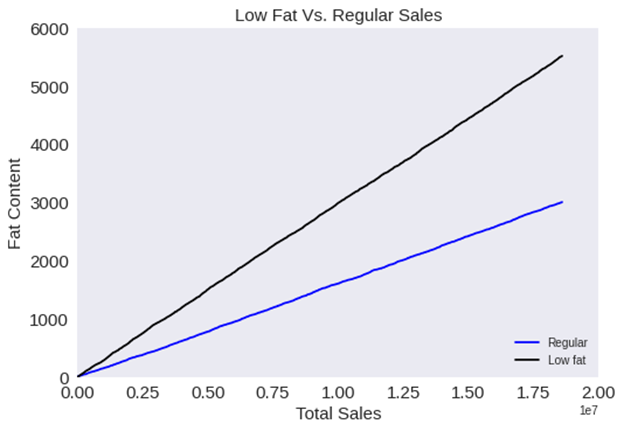 Low Fat Vs. Regular Sales
6000
5000
4000
3000
2000
1000
0
Fat Content
Regular
Low fat
0.00 0.25 0.50 0.75 1.00 1.25 1.50 1.75 2.00
Total Sales
1e7